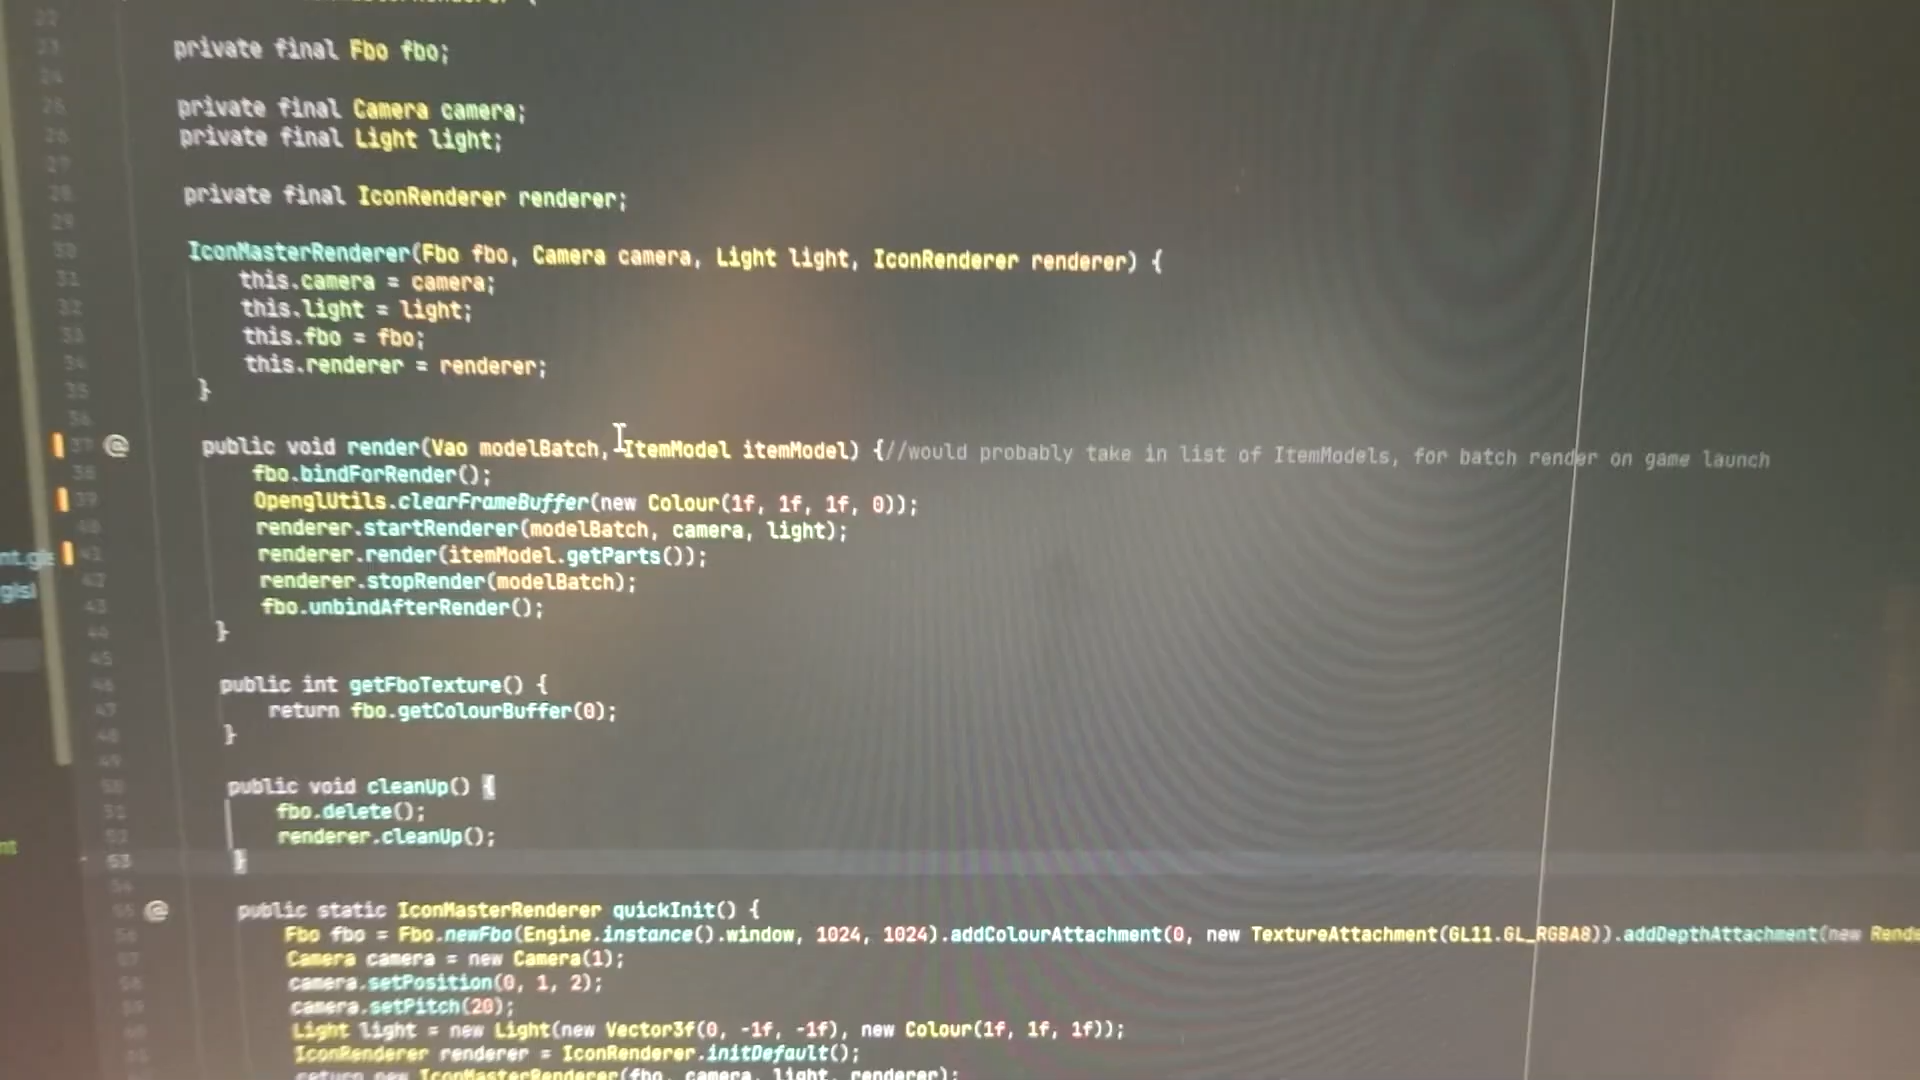 private final Fbo fbo;
private final Camera camera;
private final Light light;
private final IconRenderer renderer;
IconMasterRenderer(Fbo fbo, Camera camera, Light light, IconRenderer renderer) {
this.camera = camera;
this.light = light;
this.fbo = fbo;
this.renderer = renderer;
}
public void render(Vao modelBatch, ItemModel itemModel) {//would probably take in list of ItemModels, for batch render on game launch
fbo.bindForRender();
OpenglUtils.clearFrameBuffer(new Colour(1f, 1f, 1f, 0));
renderer.startRenderer(modelBatch, camera, light);
renderer.render(itemModel.getParts());
renderer.stopRender(modelBatch);
fbo.unbindAfterRender();
}
public int getFboTexture() {
return fbo.getColourBuffer(0);
}
public void cleanUp() {
fbo.delete();
renderer.cleanUp();
}
public static IconMasterRenderer quickInit() {
Fbo fbo = Fbo.newFbo(Engine.instance().window, 1024, 1024).addColourAttachment(0, new TextureAttachment(GL11.GL_RGBA8)).addDepthAttachment(new
Camera camera = new Camera(1);
camera.setPosition(0, 1, 2);
camera.setPitch(20);
Light light = new Light(new Vector3f(0, -1f, -1f), new Colour(1f, 1f, 1f));
IconRenderer renderer = IconRenderer.initDefault();
return new IconMasterRenderer(fbo, camera, light, renderer);